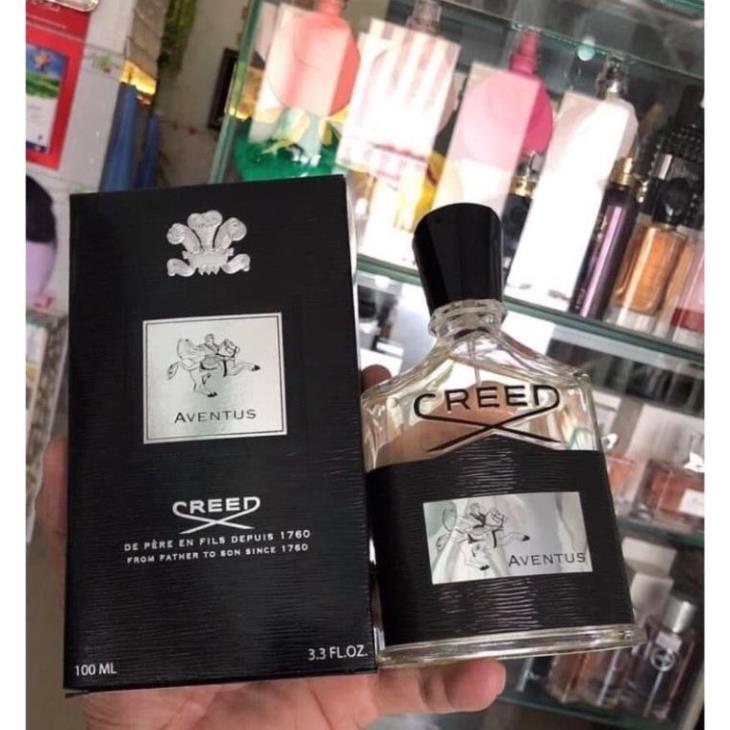 AVENTUS
CREED
DE PÈRE EN FILS DEPUIS 1760
FROM FATHER TO SON SINCE 1760
100 ML
3.3 FL.OZ.
CREED
AVENTUS